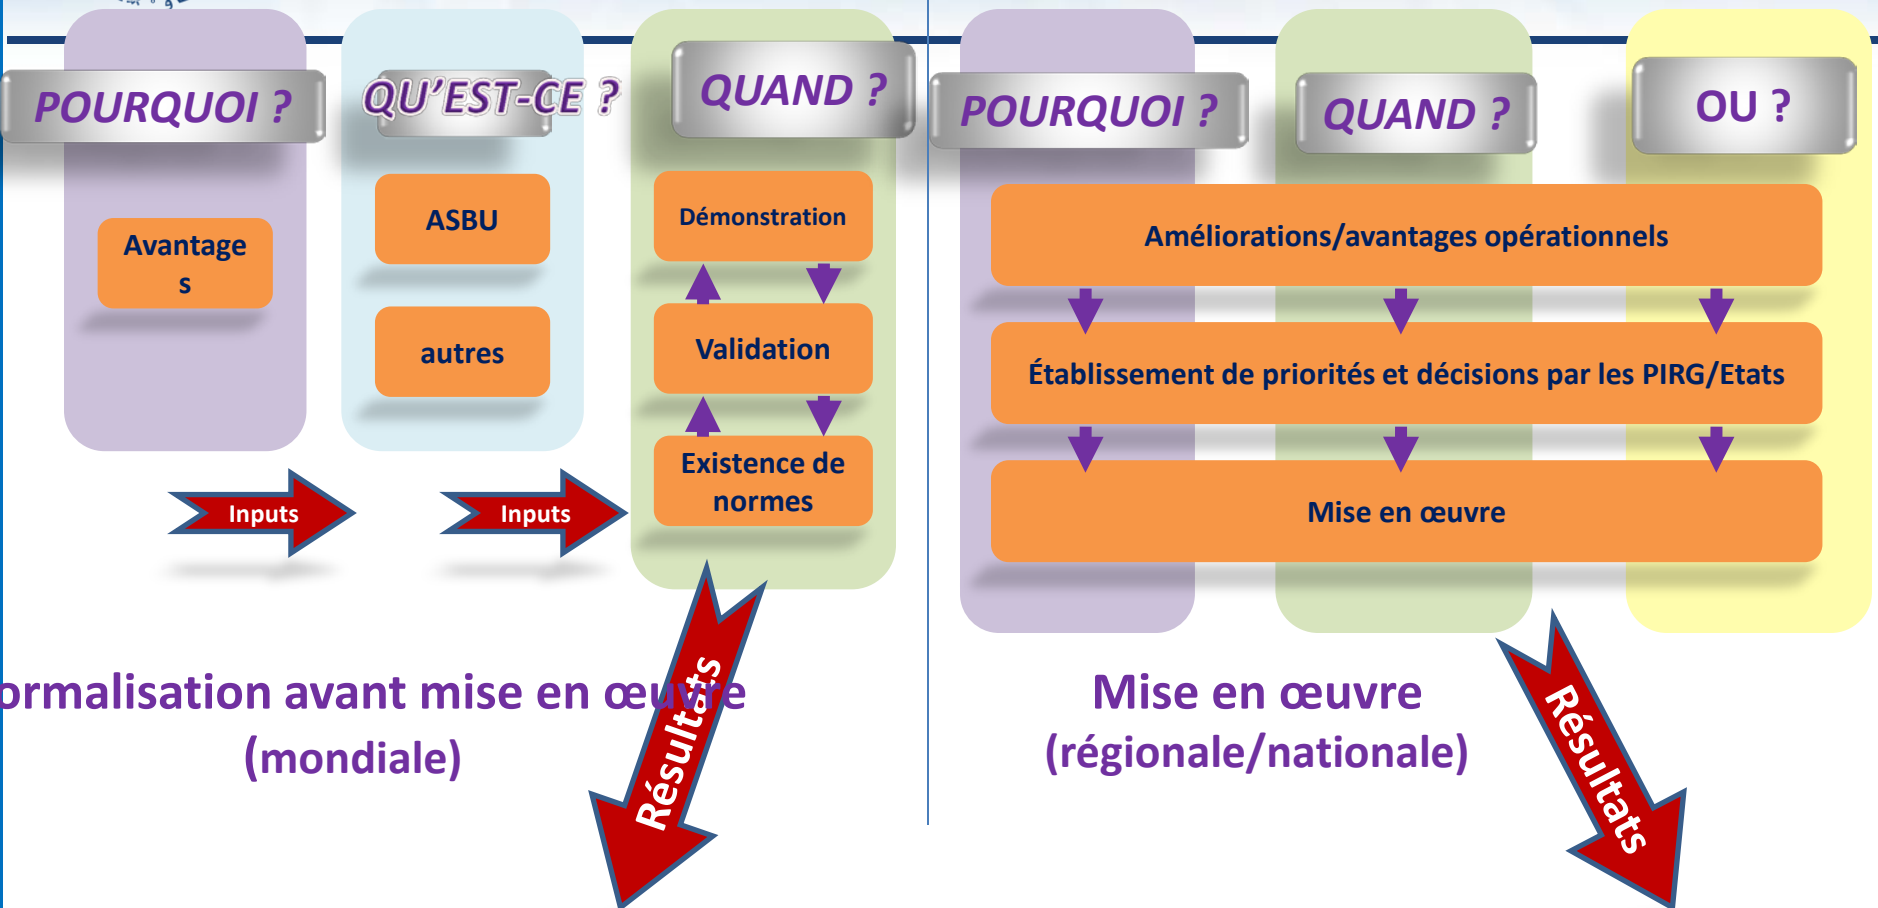 POURQUOI ?
QU'EST-CE ?
QUAND ?
Avantage
s
ASBU
autres
Démonstration
Validation
Existence de
normes
Inputs
Inputs
Résultats
ormalisation avant mise en œuvre
(mondiale)
POURQUOI ?
QUAND ?
OU ?
Améliorations/avantages opérationnels
Établissement de priorités et décisions par les PIRG/Etats
Mise en œuvre
Mise en œuvre
(régionale/nationale)
Résultats